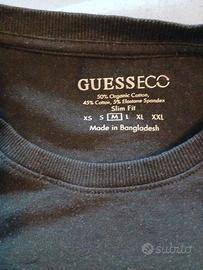 GUESSECO
50% Organic Cotton,
45% Cotton, 5% Elastane Spandex
Slim Fit
XS S M L XL XXL
Made in Bangladesh
subito